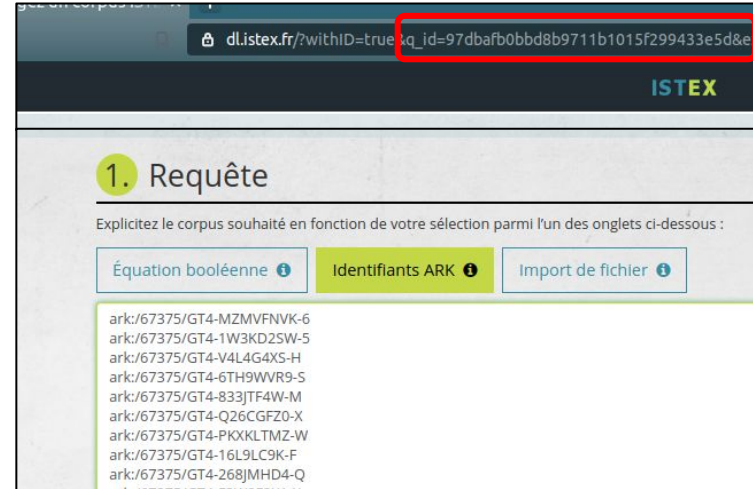 dl.istex.fr/?withID=true&q_id=97dbafb0bbd8b9711b1015f299433e5d&e
ISTEX
1. Requête
Explicitez le corpus souhaité en fonction de votre sélection parmi l'un des onglets ci-dessous :
Équation booléenne Identifiants ARK Import de fichier
ark:/67375/GT4-MZMVFNVK-6
ark:/67375/GT4-1W3KD2SW-5
ark:/67375/GT4-V4L4G4XS-H
ark:/67375/GT4-6TH9WVR9-S
ark:/67375/GT4-833JTF4W-M
ark:/67375/GT4-Q26CGFZ0-X
ark:/67375/GT4-PKXKLTMZ-W
ark:/67375/GT4-16L9LC9K-F
ark:/67375/GT4-268JMHD4-Q